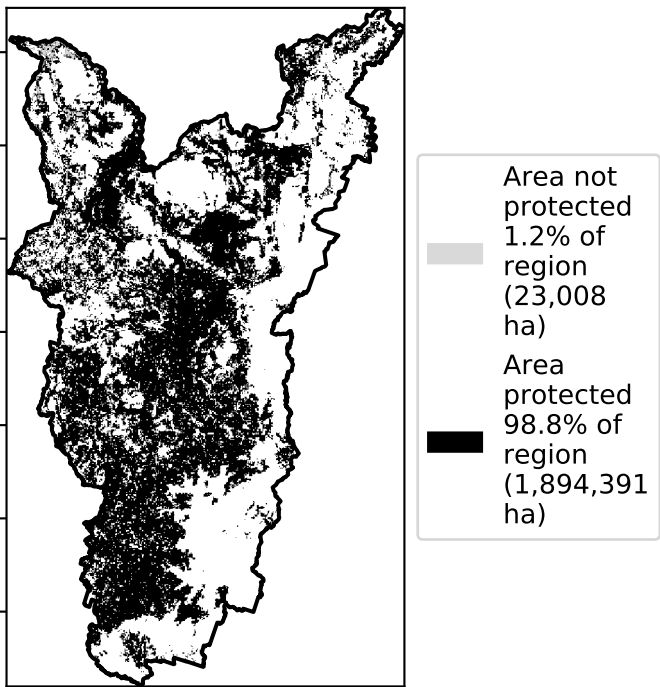 Area not
protected
1.2% of
region
(23,008
ha)
Area
protected
98.8% of
region
(1,894,391
ha)